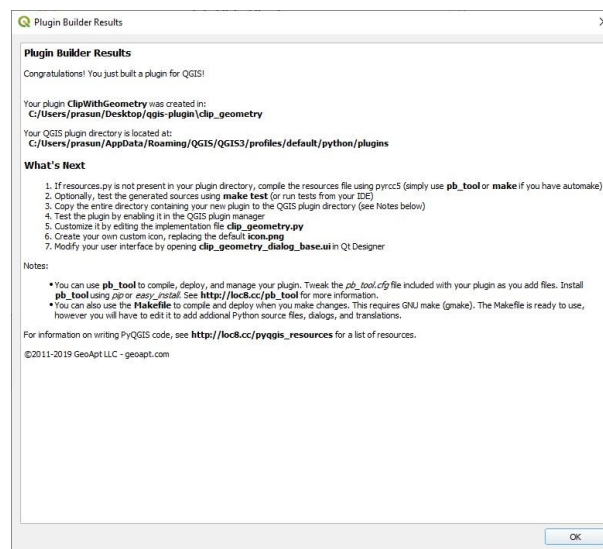 Plugin Builder Results
Plugin Builder Results
Congratulations! You just built a plugin for QGIS!
Your plugin ClipWithGeometry was created in:
C:/Users/prasun/Desktop/qgis-plugin\clip_geometry
Your QGIS plugin directory is located at:
C:/Users/prasun/AppData/Roaming/QGIS/QGIS3/profiles/default/python/plugins
What's Next
1. If resources.py is not present in your plugin directory, compile the resources file using pyrcc5 (simply use pb_tool or make if you have automake)
2. Optionally, test the generated sources using make test (or run tests from your IDE)
3. Copy the entire directory containing your new plugin to the QGIS plugin directory (see Notes below)
4. Test the plugin by enabling it in the QGIS plugin manager
5. Customize it by editing the implementation file clip_geometry.py
6. Create your own custom icon, replacing the default icon.png
7. Modify your user interface by opening clip_geometry_dialog_base.ui in Qt Designer
Notes:
• You can use pb_tool to compile, deploy, and manage your plugin. Tweak the pb_tool.cfg file included with your plugin as you add files. Install
pb_tool using pip or easy_install. See http://loc8.cc/pb_tool for more information.
• You can also use the Makefile to compile and deploy when you make changes. This requires GNU make (gmake). The Makefile is ready to use,
however you will have to edit it to add addional Python source files, dialogs, and translations.
For information on writing PyQGIS code, see http://loc8.cc/pyqgis_resources for a list of resources.
©2011-2019 GeoApt LLC - geoapt.com
OK